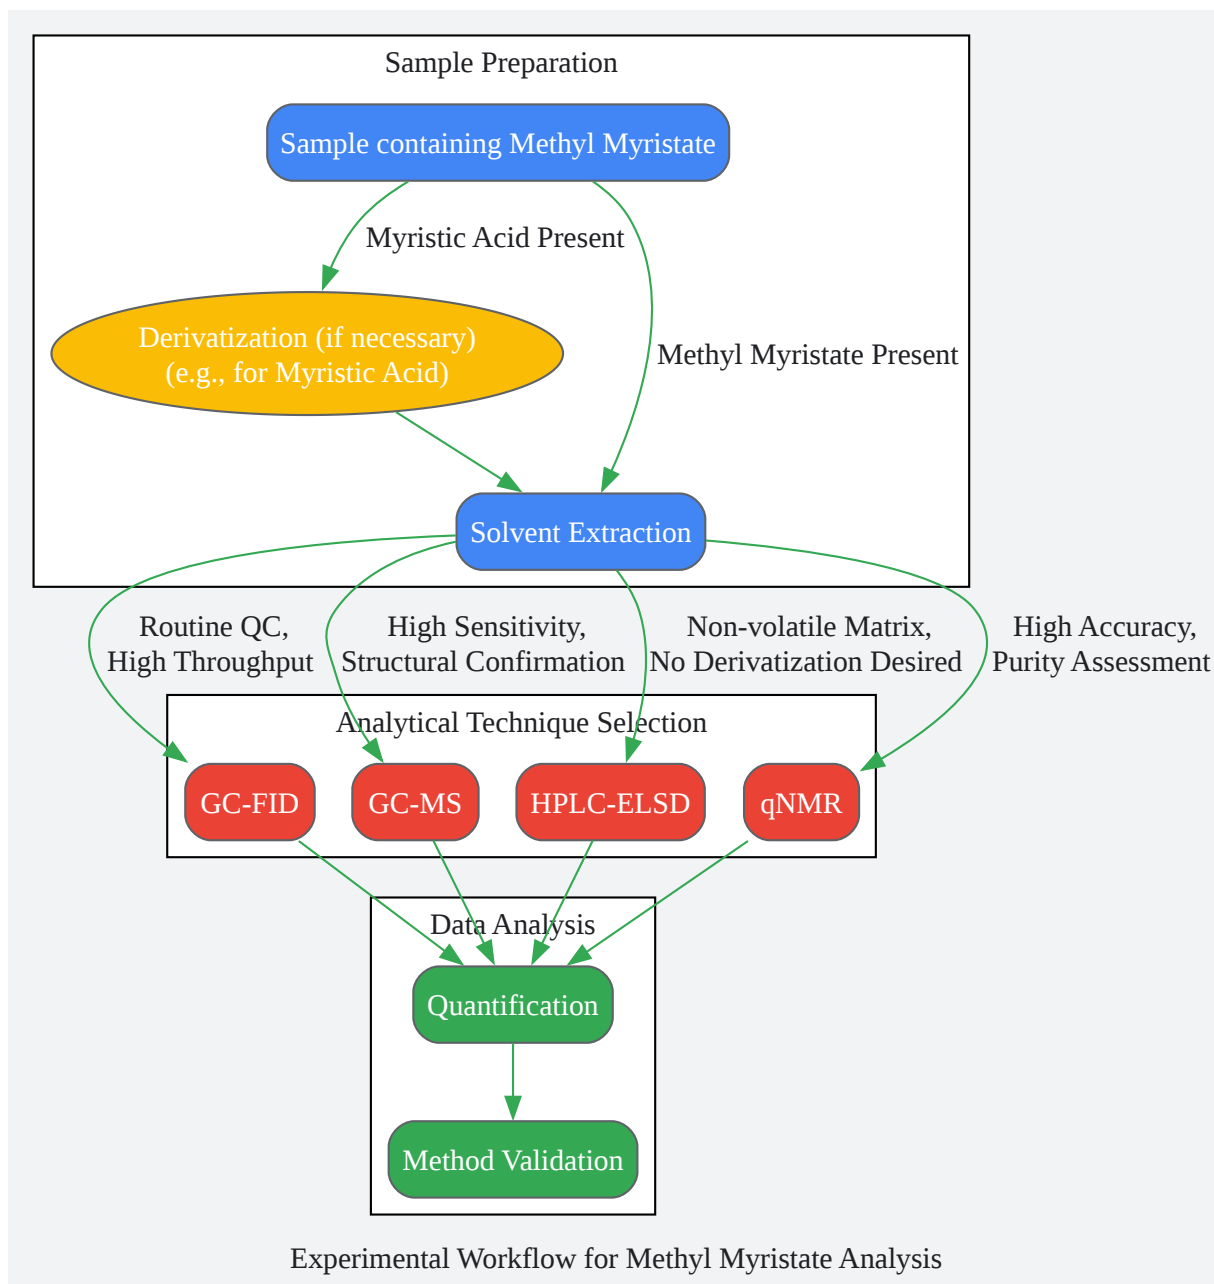 Sample Preparation
Sample containing Methyl Myristate
Myristic Acid Present
Derivatization (if necessary)
(e.g., for Myristic Acid)
Methyl Myristate Present
Solvent Extraction
Routine QC,
High Throughput
High Sensitivity,
Structural Confirmation
Non-volatile Matrix,
No Derivatization Desired
High Accuracy,
Purity Assessment
Analytical Technique Selection
GC-FID
GC-MS
HPLC-ELSD
qNMR
Data Analysis
Quantification
Method Validation
Experimental Workflow for Methyl Myristate Analysis